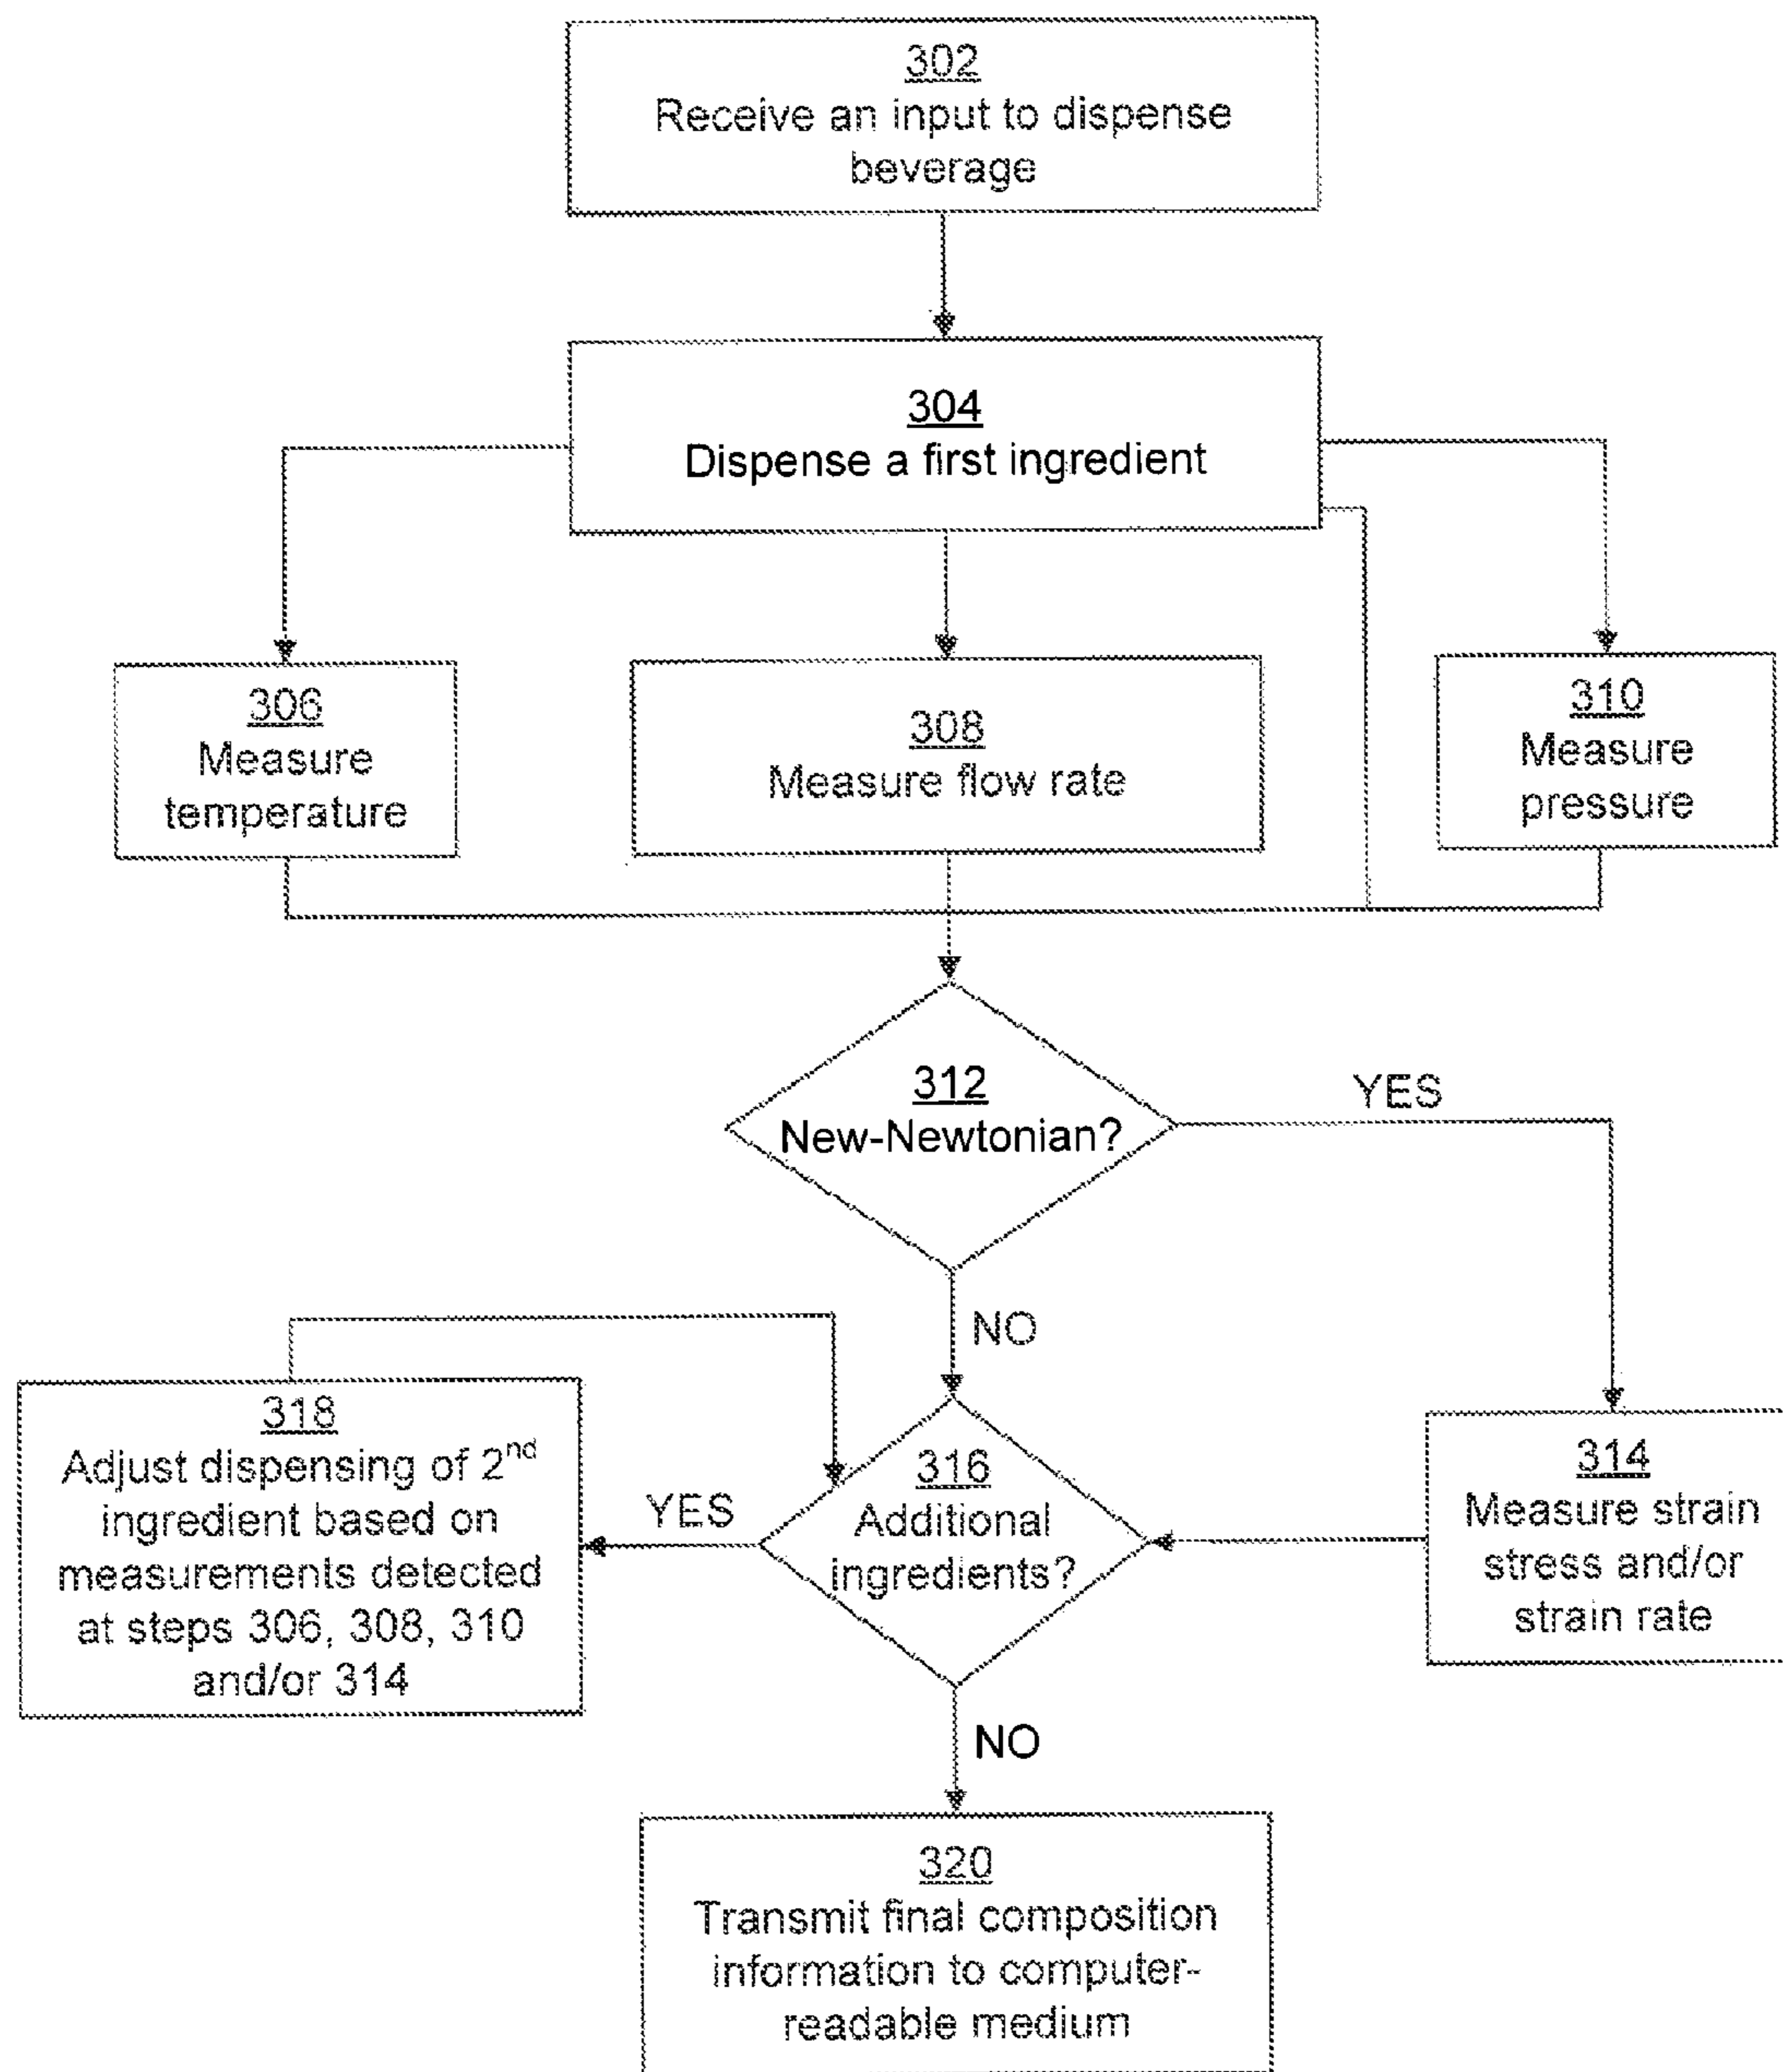 302
Receive an input to dispense
beverage
304
Dispense a first ingredient
306
Measure
temperature
308
Measure flow rate
310
Measure
pressure
312
New-Newtonian?
YES
NO
314
Measure strain
stress and/or
strain rate
316
Additional
ingredients?
YES
318
Adjust dispensing of 2nd
ingredient based on
measurements detected
at steps 306, 308, 310
and/or 314
NO
320
Transmit final composition
information to computer-
readable medium